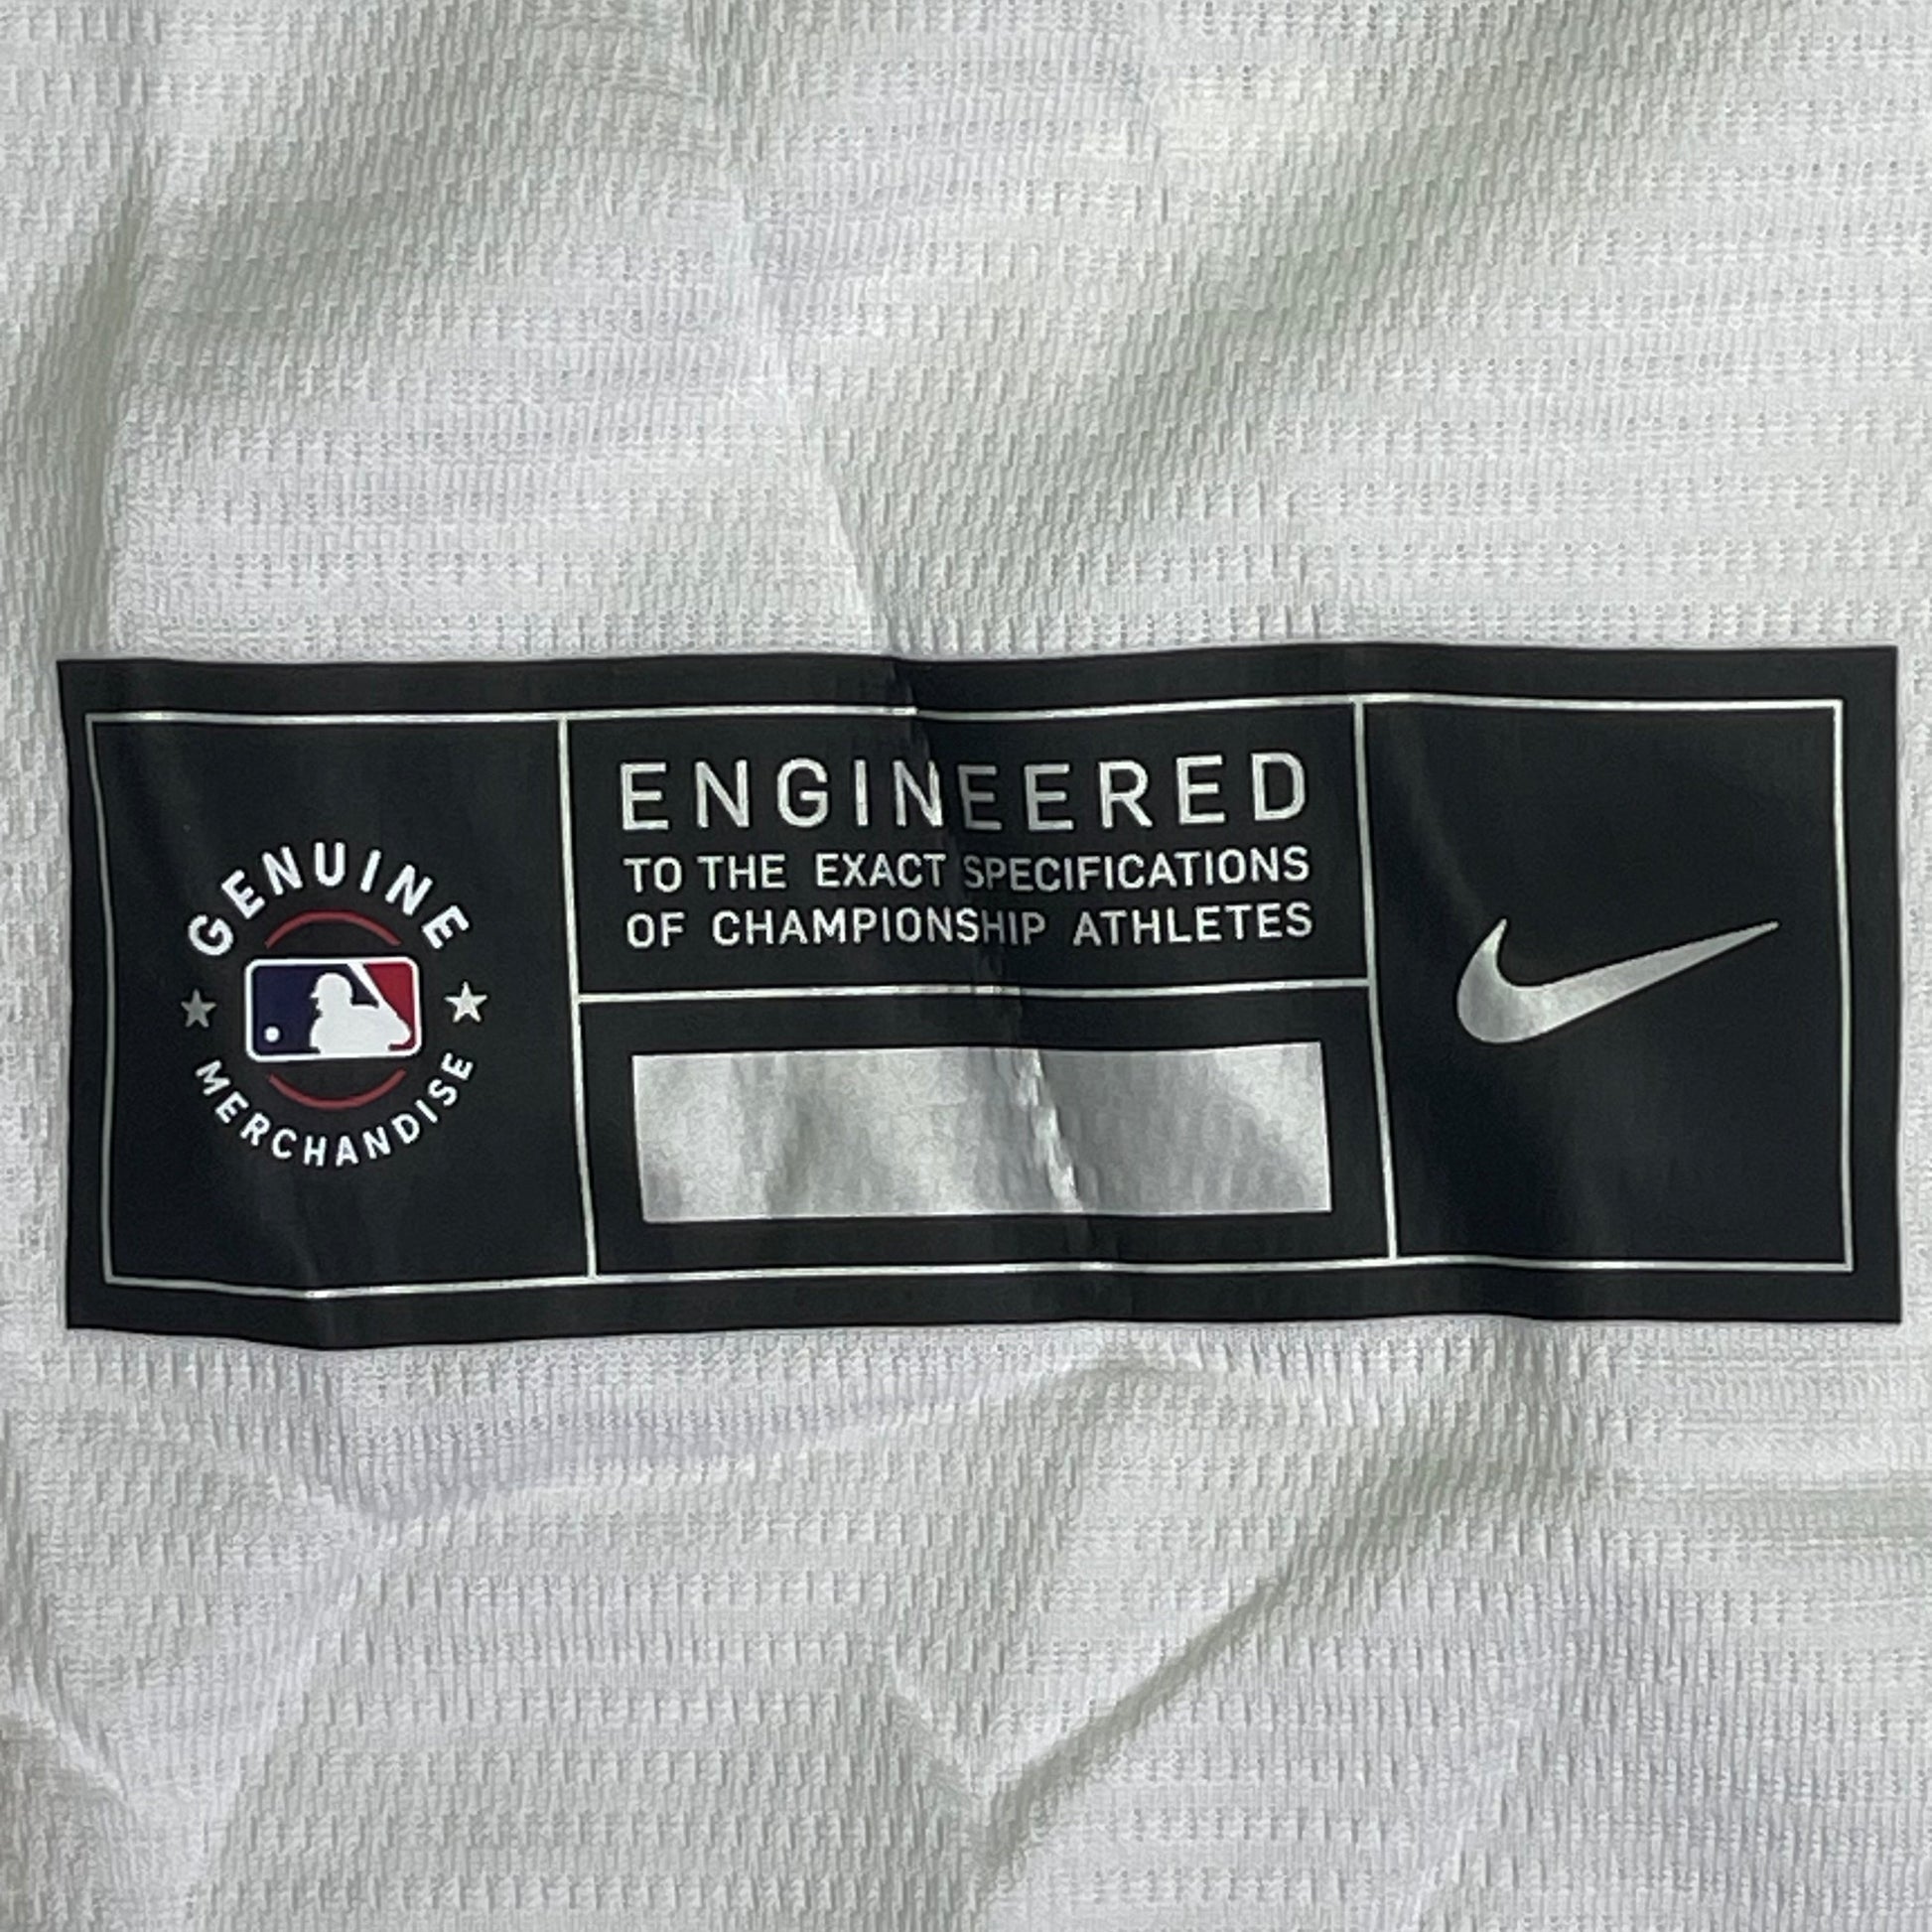 GENUINE
MERCHANDISE
ENGINEERED
TO THE EXACT SPECIFICATIONS
OF CHAMPIONSHIP ATHLETES